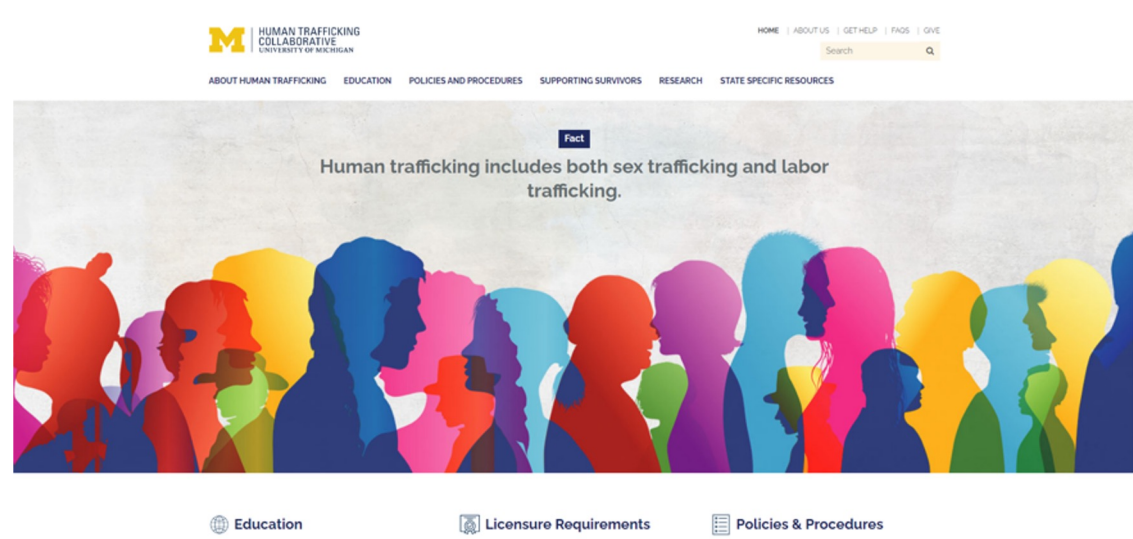 M
HUMAN TRAFFICKING
COLLABORATIVE
UNIVERSITY OF MICHIGAN
HOME | ABOUT US | GET HELP | FAQS | GIVE
Search
ABOUT HUMAN TRAFFICKING EDUCATION POLICIES AND PROCEDURES SUPPORTING SURVIVORS RESEARCH STATE SPECIFIC RESOURCES
Fact
Human trafficking includes both sex trafficking and labor
trafficking.
Education Licensure Requirements Policies & Procedures